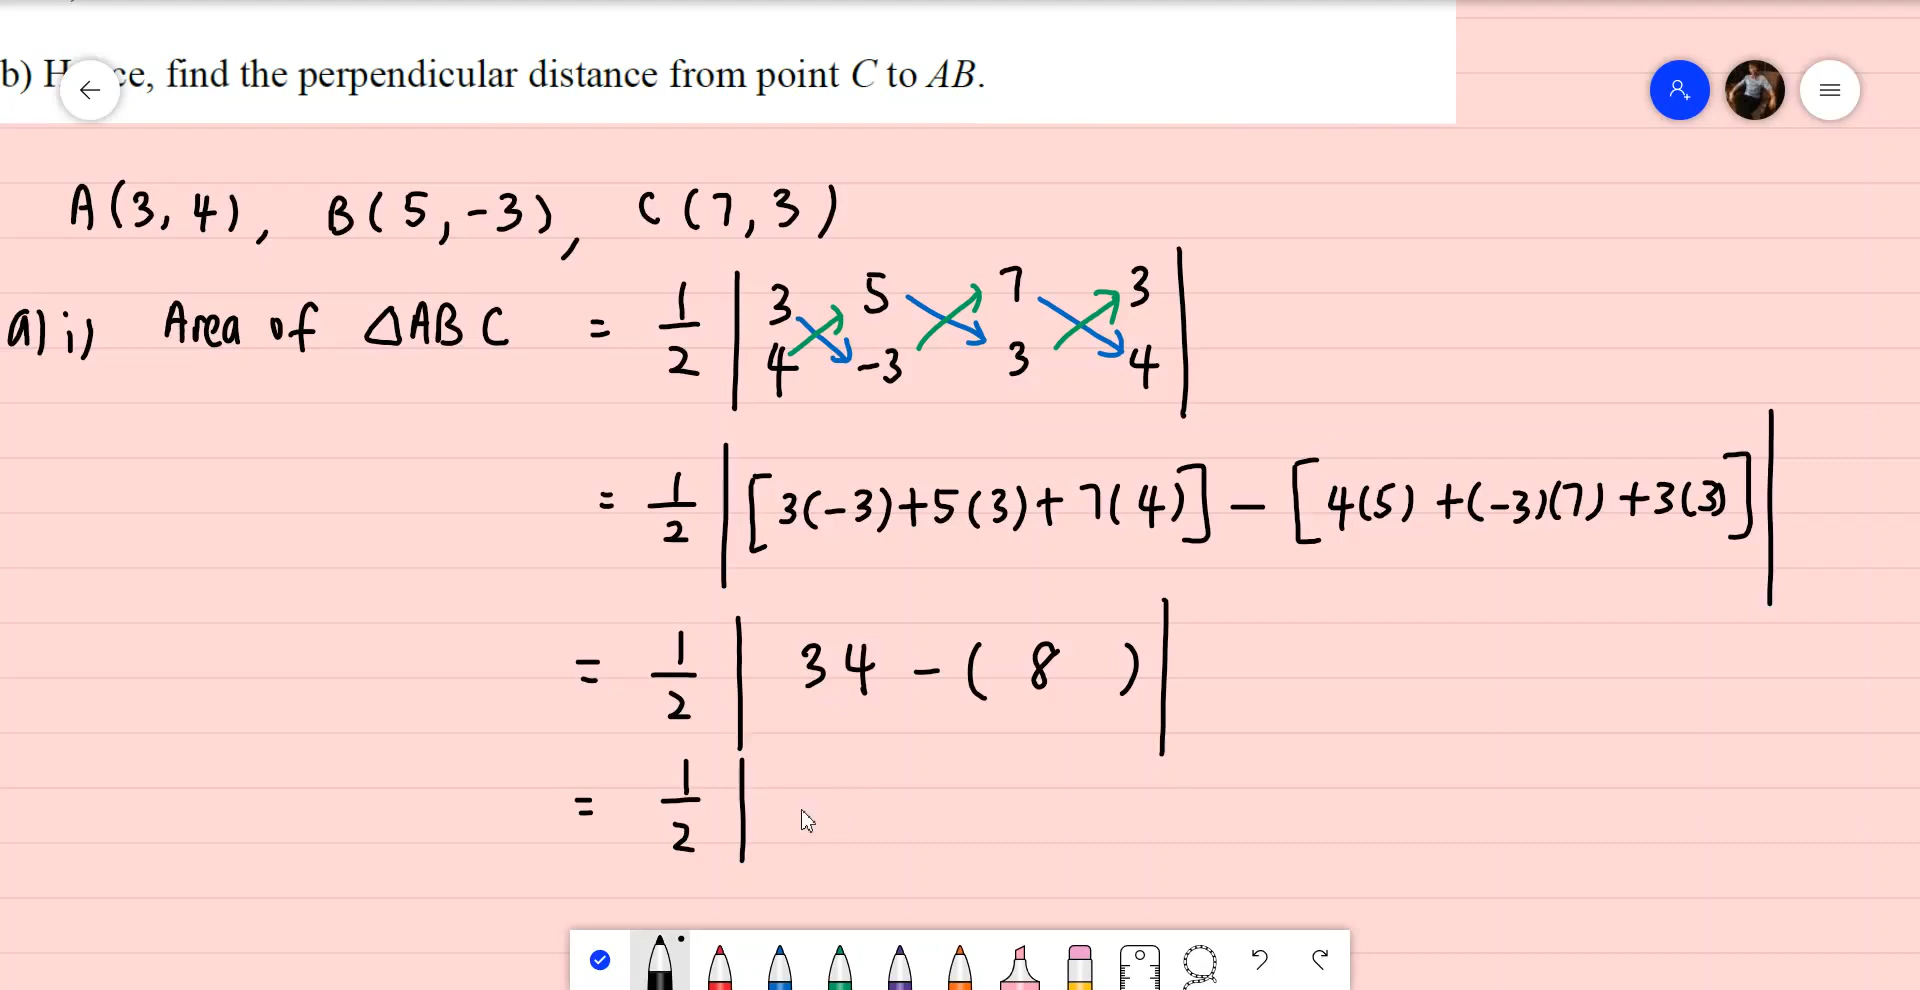 b) H ce, find the perpendicular distance from point C to AB.
A(3, 4), B(5, -3), C(7, 3)
a) i) Area of △ABC = 1/2 | 3 5 7 3
4 -3 3 4 |
= 1/2 | [3(-3)+5(3)+7(4)] - [4(5) +(-3)(7) +3(3)] |
= 1/2 | 34 - ( 8 ) |
= 1/2 |